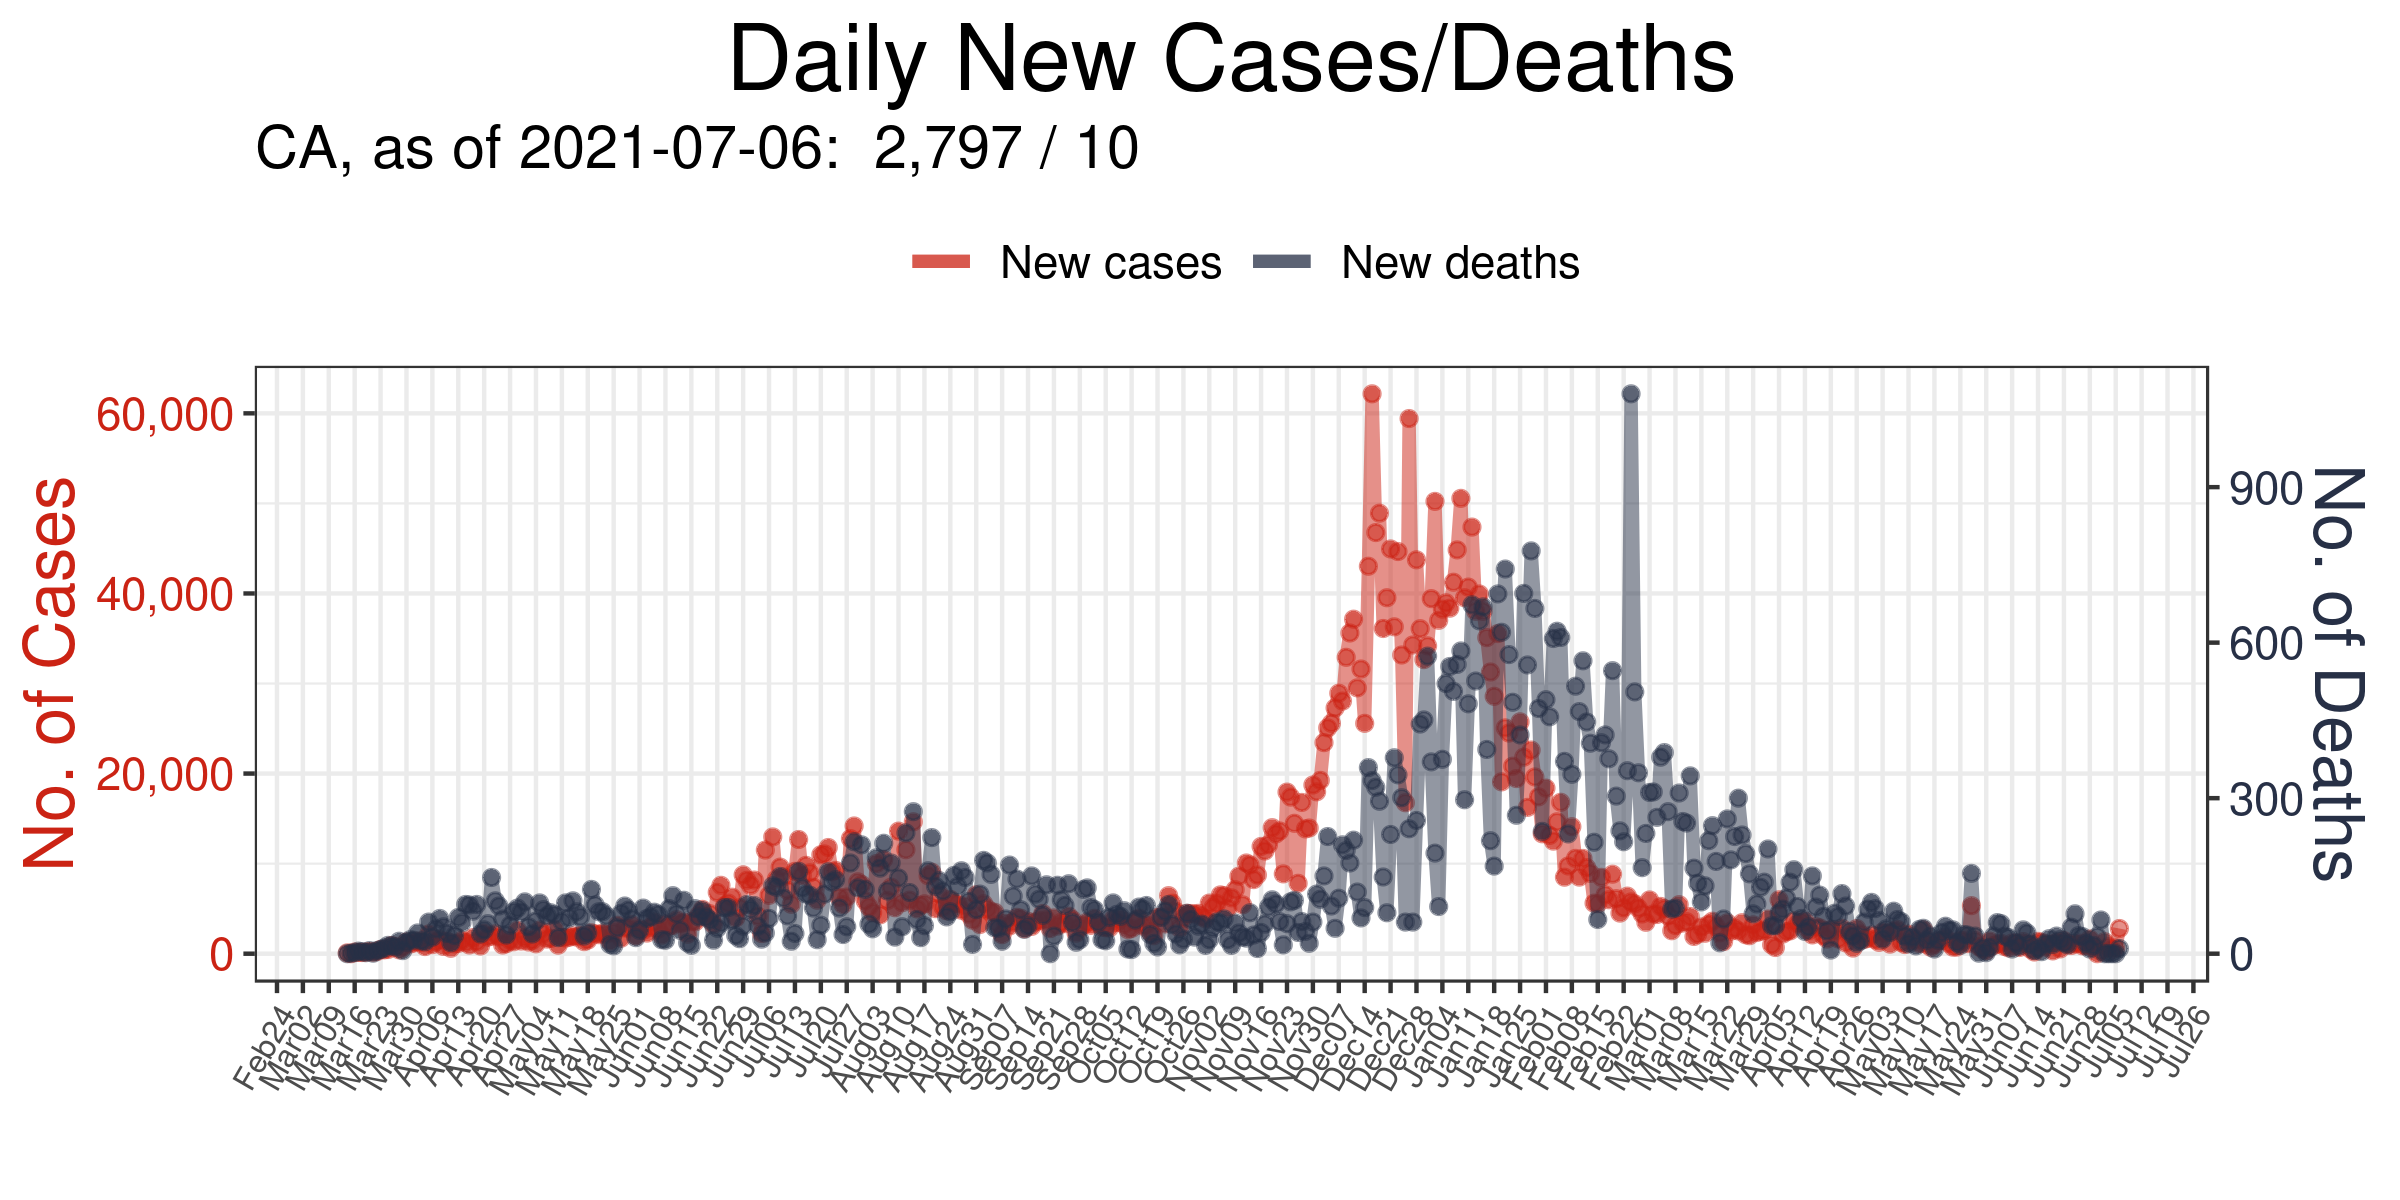 Daily New Cases/Deaths
CA, as of 2021-07-06:  2,797 / 10
New cases
New deaths
No. of Cases
60,000
40,000
20,000
0
900
600
300
0
No. of Deaths
Feb24
Mar02
Mar09
Mar16
Mar23
Mar30
Apr06
Apr13
Apr20
Apr27
May04
May11
May18
May25
Jun01
Jun08
Jun15
Jun22
Jun29
Jul06
Jul13
Jul20
Jul27
Aug03
Aug10
Aug17
Aug24
Aug31
Sep07
Sep14
Sep21
Sep28
Oct05
Oct12
Oct19
Oct26
Nov02
Nov09
Nov16
Nov23
Nov30
Dec07
Dec14
Dec21
Dec28
Jan04
Jan11
Jan18
Jan25
Feb01
Feb08
Feb15
Feb22
Mar01
Mar08
Mar15
Mar22
Mar29
Apr05
Apr12
Apr19
Apr26
May03
May10
May17
May24
May31
Jun07
Jun14
Jun21
Jun28
Jul05
Jul12
Jul19
Jul26